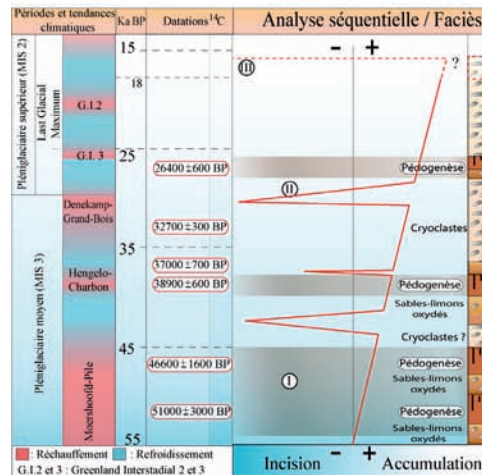 Périodes et tendances
climatiques
Ka BP
Datations ¹⁴C
Analyse séquentielle / Faciès
- +
Pléniglaciaire supérieur (MIS 2)
Last Glacial
Maximum
G.I.2
G.I. 3
Pléniglaciaire moyen (MIS 3)
Denekamp-
Grand-Bois
Hengelo-
Charbon
Moershoofd-Pile
15
18
25
35
45
55
26400 ± 600 BP
32700 ± 300 BP
37000 ± 700 BP
38900 ± 600 BP
46600 ± 1600 BP
51000 ± 3000 BP
III
?
II
I
Pédogenèse
Cryoclastes
Pédogenèse
Sables-limons
oxydés
Cryoclastes ?
Pédogenèse
Sables-limons
oxydés
Pédogenèse
Sables-limons
oxydés
: Réchauffement
: Refroidissement
G.I.2 et 3 : Greenland Interstadial 2 et 3
- +
Incision
Accumulation